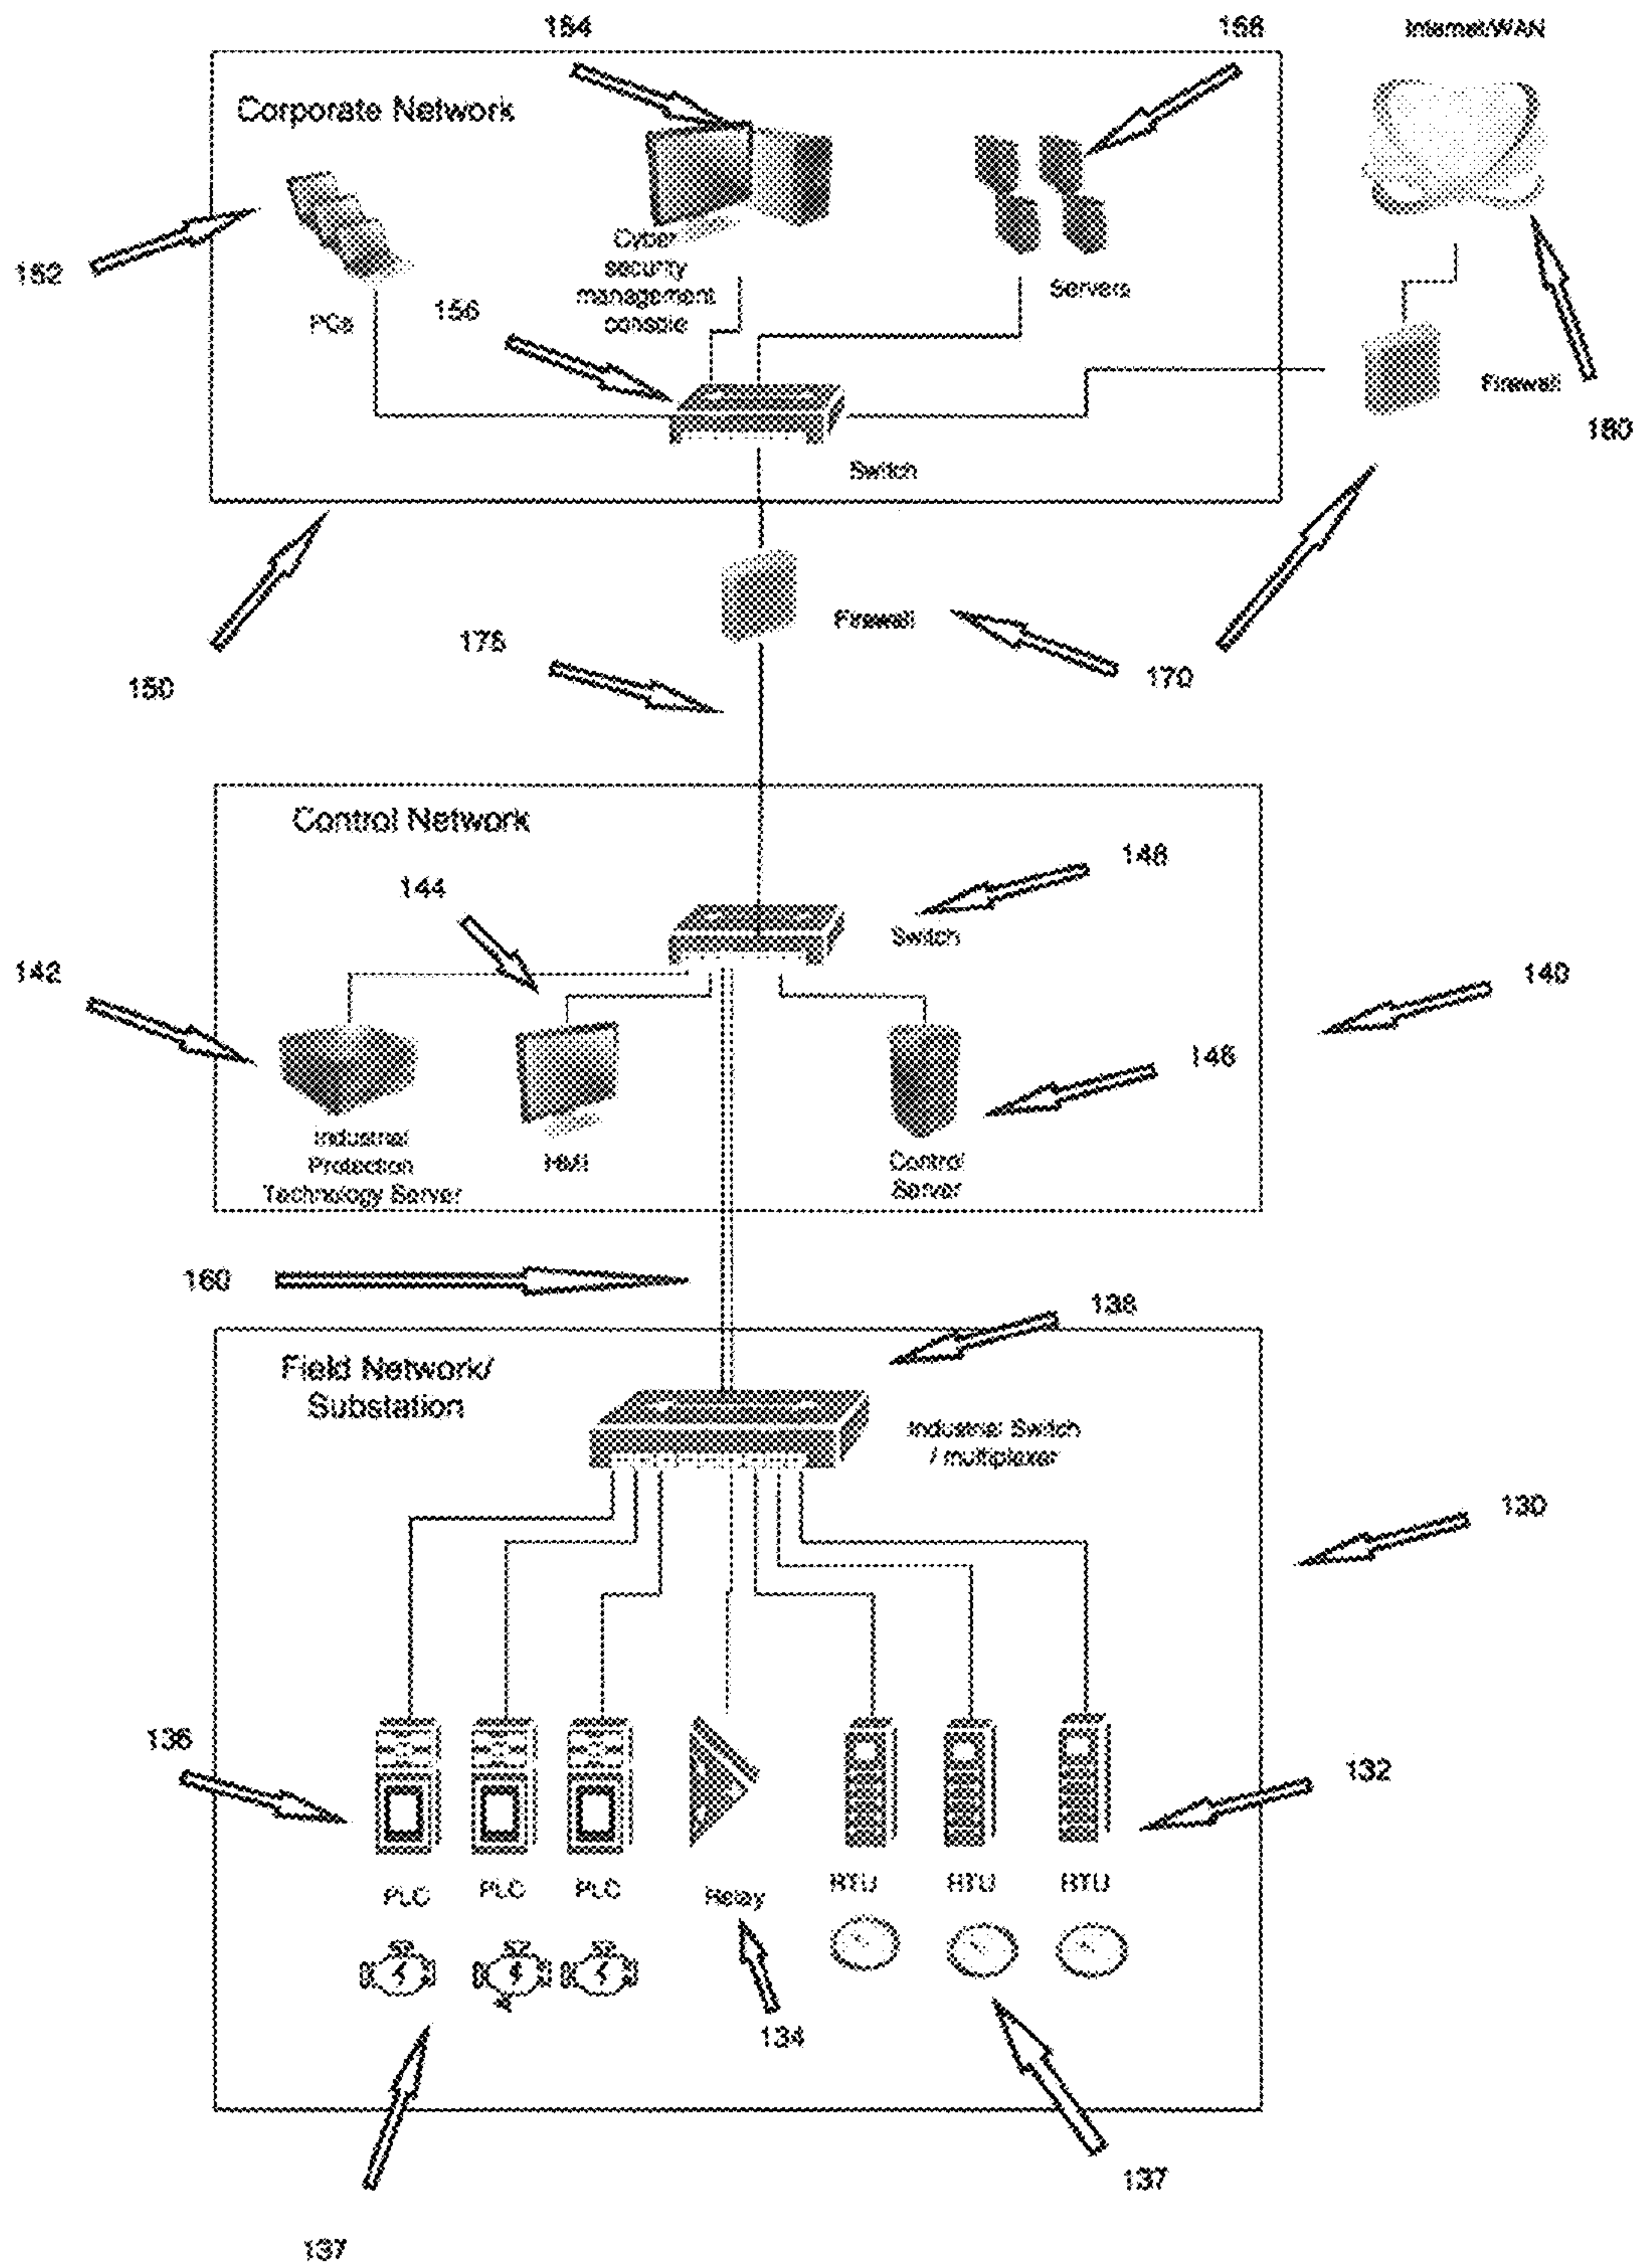 154
158
Internet/WAN
Corporate Network
152
156
Cyber
security
management
console
Servers
PCs
Firewall
180
Switch
Firewall
175
150
170
Control Network
148
144
Switch
142
140
146
Industrial
Protection
Technology Server
HMI
Control
Server
160
138
Field Network/
Substation
Industrial Switch
/ multiplexer
130
136
132
PLC
PLC
PLC
Relay
RTU
RTU
RTU
134
137
137